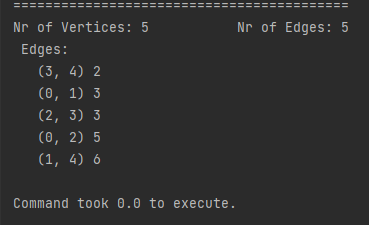 ==========================================
Nr of Vertices: 5 Nr of Edges: 5
Edges:
(3, 4) 2
(0, 1) 3
(2, 3) 3
(0, 2) 5
(1, 4) 6
Command took 0.0 to execute.